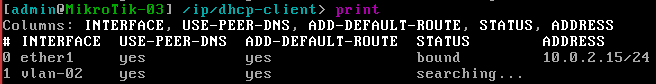 [admin@MikroTik-03] /ip/dhcp-client> print
Columns: INTERFACE, USE-PEER-DNS, ADD-DEFAULT-ROUTE, STATUS, ADDRESS
# INTERFACE USE-PEER-DNS ADD-DEFAULT-ROUTE STATUS ADDRESS
0 ether1 yes yes bound 10.0.2.15/24
1 vlan-02 yes yes searching...